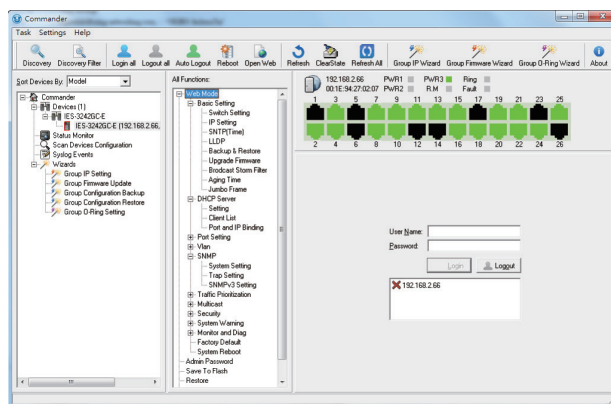 Commander
Task Settings Help
Discovery Discovery Filter Login all Logout all Auto Logout Reboot Open Web Refresh ClearState Refresh All Group IP Wizard Group Firmware Wizard Group O-Ring Wizard About
Sort Devices By: Model
Commander
Devices (1)
IES-3242GC-E
IES-3242GC-E (192.168.2.66,
Status Monitor
Scan Devices Configuration
Syslog Events
Wizards
Group IP Setting
Group Firmware Update
Group Configuration Backup
Group Configuration Restore
Group O-Ring Setting
All Functions:
Web Mode
Basic Setting
Switch Setting
IP Setting
SNTP(Time)
LLDP
Backup & Restore
Upgrade Firmware
Brodcast Storm Filter
Aging Time
Jumbo Frame
DHCP Server
Setting
Client List
Port and IP Binding
Port Setting
Vlan
SNMP
System Setting
Trap Setting
SNMPv3 Setting
Traffic Prioritization
Multicast
Security
System Warning
Monitor and Diag
Factory Default
System Reboot
Admin Password
Save To Flash
Restore
192.168.2.66 PWR1 PWR3 Ring
00:1E:94:27:02:07 PWR2 R.M Fault
1 3 5 7 9 11 13 15 17 19 21 23 25
2 4 6 8 10 12 14 16 18 20 22 24 26
User Name:
Password:
Login Loggut
192.168.2.66